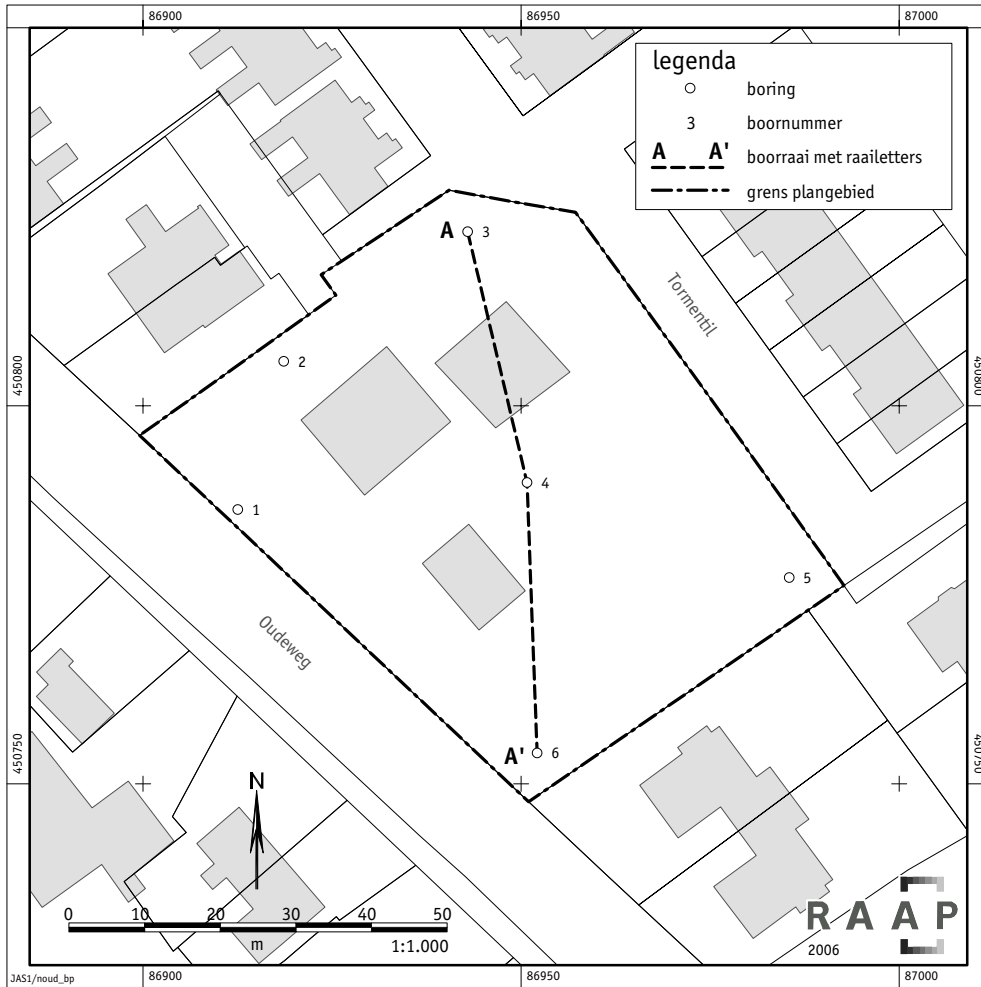 86900 86950 87000
legenda
boring
3 boornummer
A A' boorraai met raailetters
grens plangebied
A 3
Tormentil
2
450800 450800
4
1
5
Oudeweg
A' 6
450750 450750
N
0 10 20 30 40 50
m 1:1.000
RAAP
2006
JAS1/noud_bp
86900 86950 87000